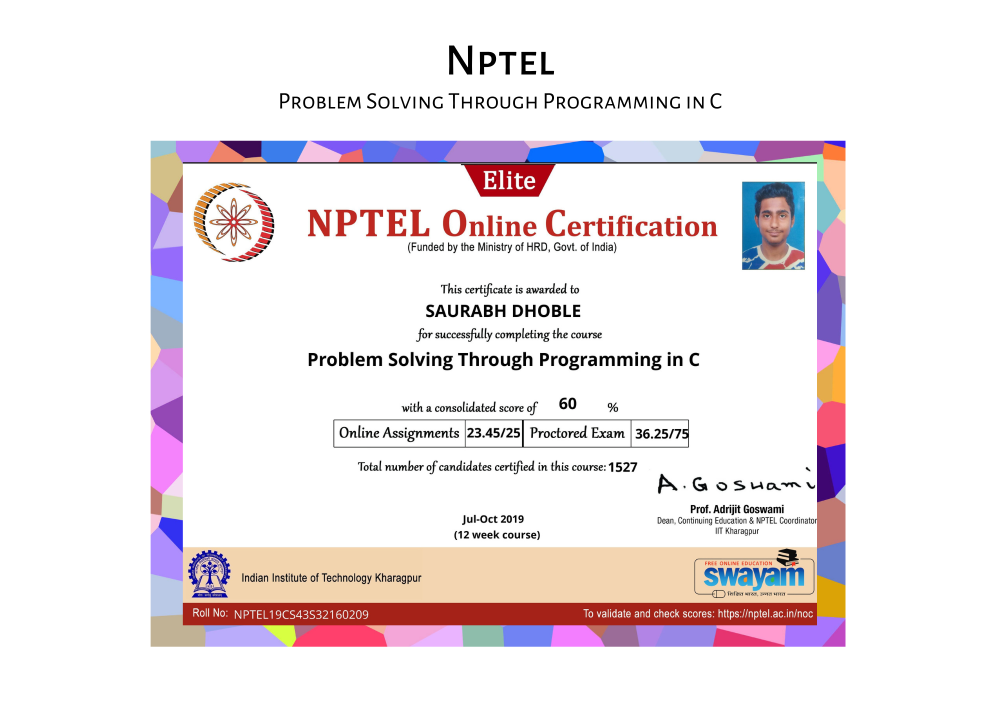 NPTEL
PROBLEM SOLVING THROUGH PROGRAMMING IN C
Elite
NPTEL Online Certification
(Funded by the Ministry of HRD, Govt. of India)
This certificate is awarded to
SAURABH DHOBLE
for successfully completing the course
Problem Solving Through Programming in C
with a consolidated score of 60 %
Online Assignments 23.45/25 Proctored Exam 36.25/75
Total number of candidates certified in this course: 1527
A. Goswami
Prof. Adrijit Goswami
Dean, Continuing Education & NPTEL Coordinator
IIT Kharagpur
Jul-Oct 2019
(12 week course)
Indian Institute of Technology Kharagpur
FREE ONLINE EDUCATION
swayam
शिक्षित भारत, उन्नत भारत
Roll No: NPTEL19CS43S32160209
To validate and check scores: https://nptel.ac.in/noc